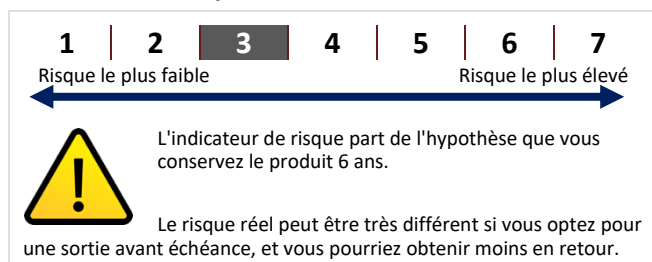 1 2 3 4 5 6 7
Risque le plus faible Risque le plus élevé
L'indicateur de risque part de l'hypothèse que vous
conservez le produit 6 ans.
Le risque réel peut être très différent si vous optez pour
une sortie avant échéance, et vous pourriez obtenir moins en retour.